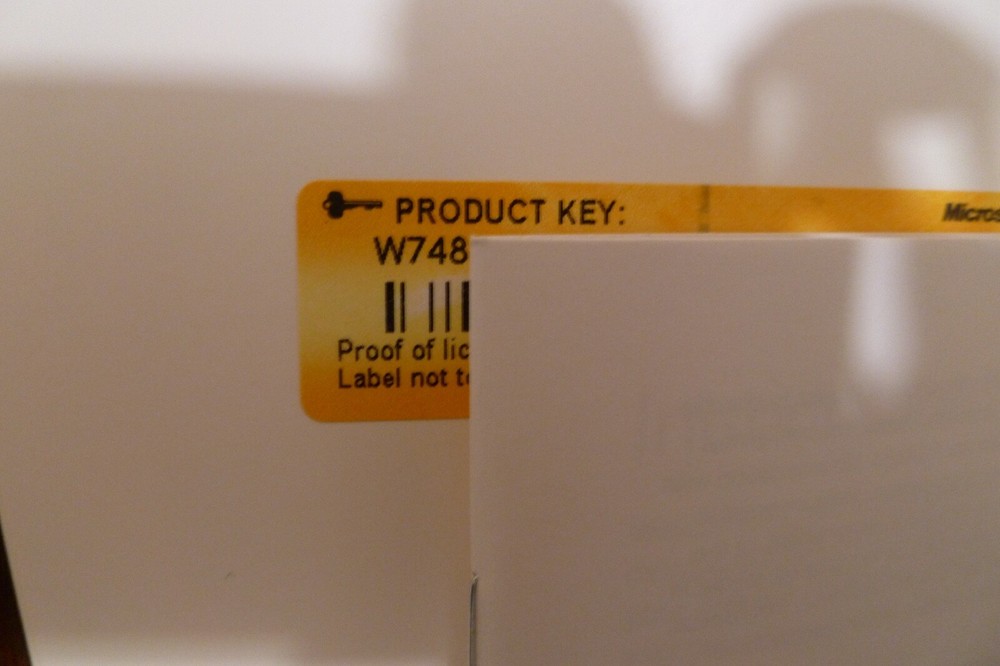 PRODUCT KEY:
Micros
W748
Proof of lic
Label not t